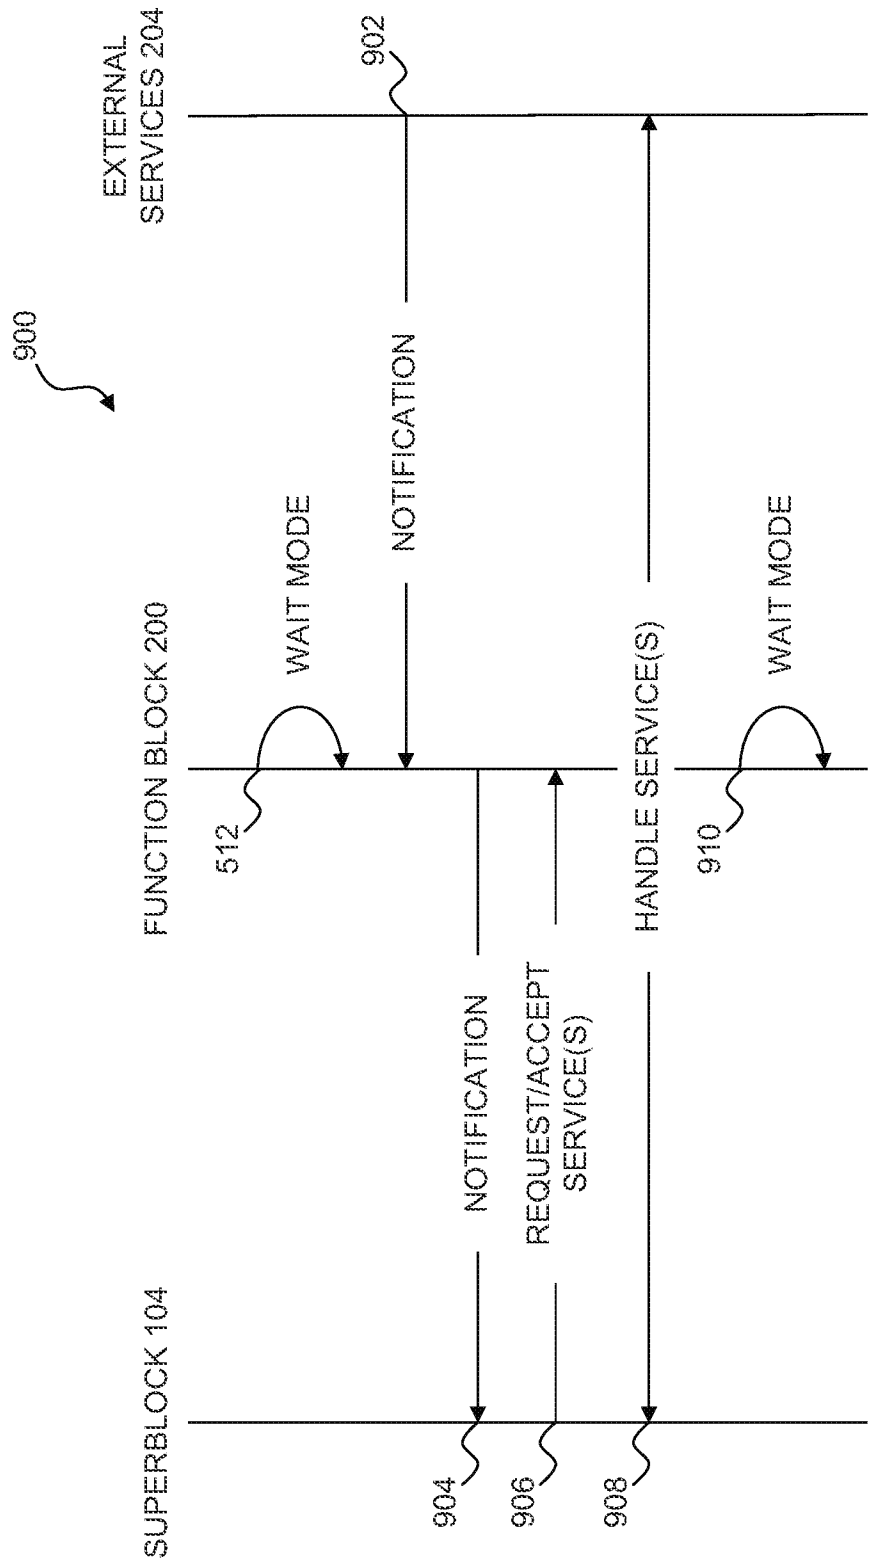 900
SUPERBLOCK 104
FUNCTION BLOCK 200
EXTERNAL
SERVICES 204
512
WAIT MODE
902
NOTIFICATION
904
NOTIFICATION
906
REQUEST/ACCEPT
SERVICE(S)
908
HANDLE SERVICE(S)
910
WAIT MODE